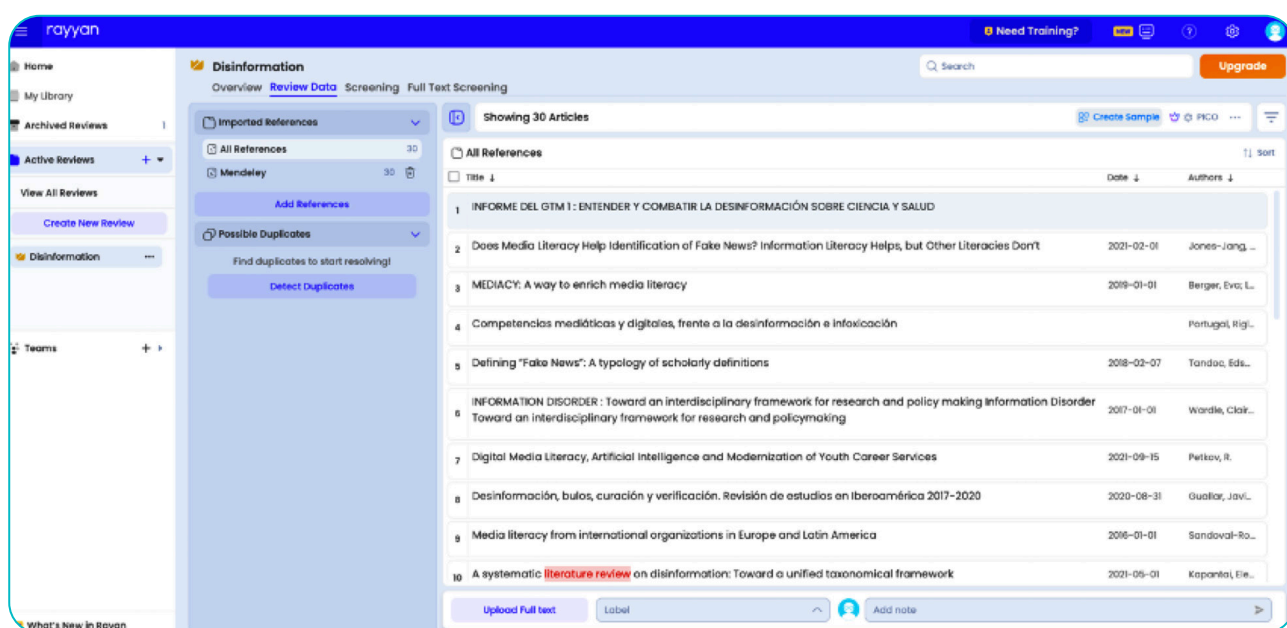 rayyan
Need Training?
NEW
Home
My Library
Archived Reviews 1
Active Reviews
View All Reviews
Create New Review
Disinformation
Teams
What's New in Rayyan
Disinformation
Search
Upgrade
Overview Review Data Screening Full Text Screening
Imported References
All References 30
Mendeley 30
Add References
Possible Duplicates
Find duplicates to start resolving!
Detect Duplicates
Showing 30 Articles
Create Sample PICO ...
All References
Sort
Title Date Authors
1 INFORME DEL GTM 1 : ENTENDER Y COMBATIR LA DESINFORMACIÓN SOBRE CIENCIA Y SALUD
2 Does Media Literacy Help Identification of Fake News? Information Literacy Helps, but Other Literacies Don't 2021-02-01 Jones-Jang, ...
3 MEDIACY: A way to enrich media literacy 2019-01-01 Berger, Eva; L...
4 Competencias mediáticas y digitales, frente a la desinformación e infoxicación Portugal, Rigi...
5 Defining "Fake News": A typology of scholarly definitions 2018-02-07 Tandoc, Eds...
6 INFORMATION DISORDER : Toward an interdisciplinary framework for research and policy making Information Disorder
Toward an interdisciplinary framework for research and policymaking 2017-01-01 Wardle, Clair...
7 Digital Media Literacy, Artificial Intelligence and Modernization of Youth Career Services 2021-09-15 Petkov, R.
8 Desinformación, bulos, curación y verificación. Revisión de estudios en Iberoamérica 2017-2020 2020-08-31 Guallar, Javi...
9 Media literacy from international organizations in Europe and Latin America 2016-01-01 Sandoval-Ro...
10 A systematic literature review on disinformation: Toward a unified taxonomical framework 2021-05-01 Kapantai, Ele...
Upload Full text
Label
Add note